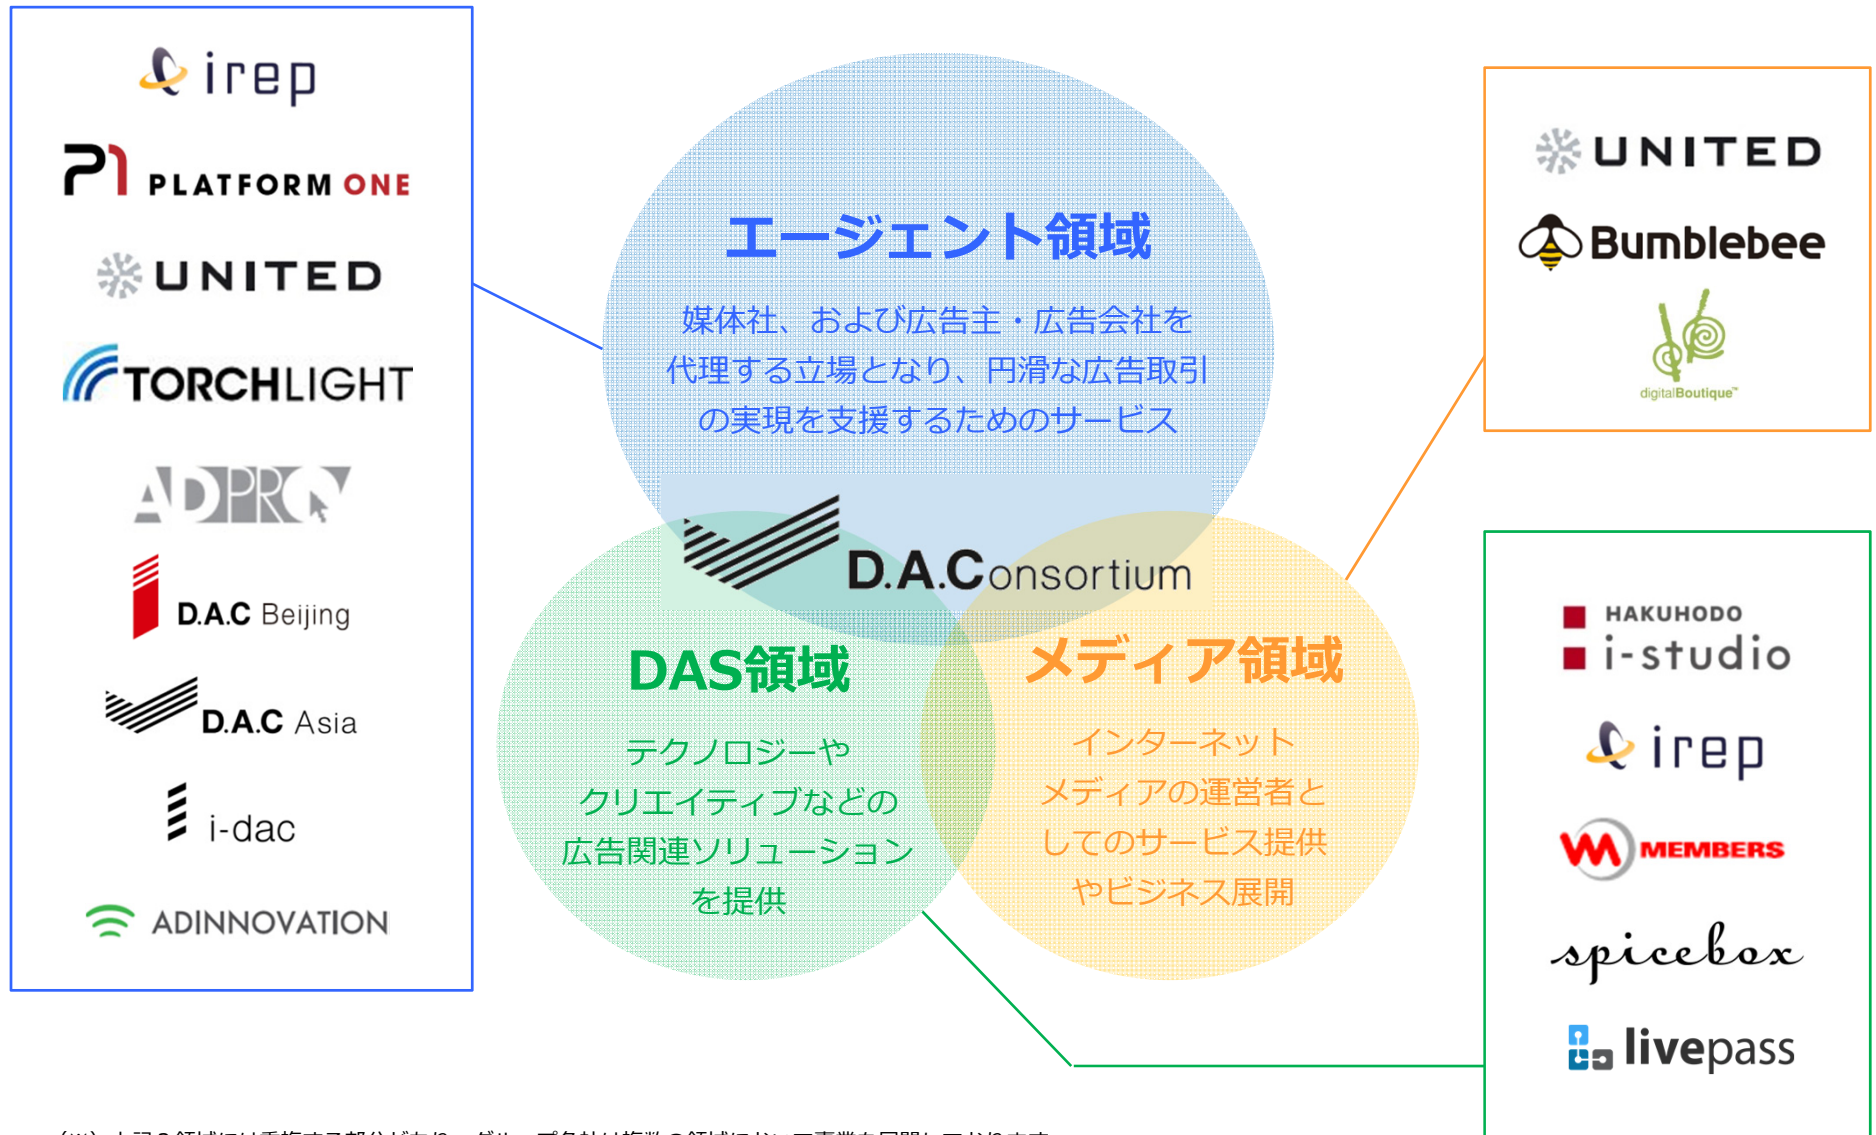 irep
P1 PLATFORM ONE
UNITED
TORCHLIGHT
ADPRO
D.A.C Beijing
D.A.C Asia
i-dac
ADINNOVATION
エージェント領域
媒体社、および広告主・広告会社を
代理する立場となり、円滑な広告取引
の実現を支援するためのサービス
D.A.Consortium
DAS領域
テクノロジーや
クリエイティブなどの
広告関連ソリューション
を提供
メディア領域
インターネット
メディアの運営者と
してのサービス提供
やビジネス展開
UNITED
Bumblebee
digitalBoutique™
HAKUHODO
i-studio
irep
MEMBERS
spicebox
livepass